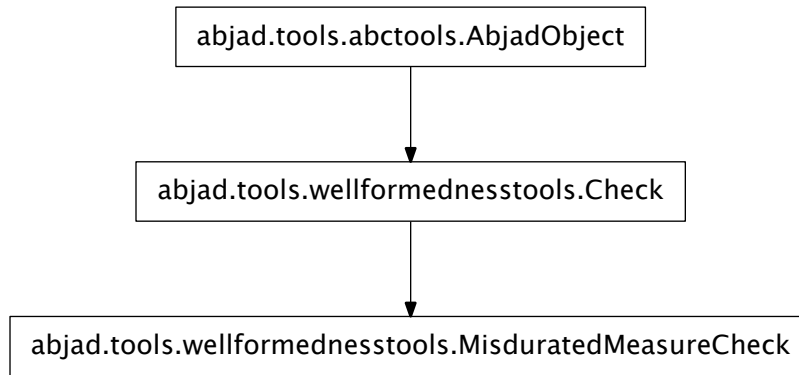 abjad.tools.abctools.AbjadObject
abjad.tools.wellformednesstools.Check
abjad.tools.wellformednesstools.MisduratedMeasureCheck